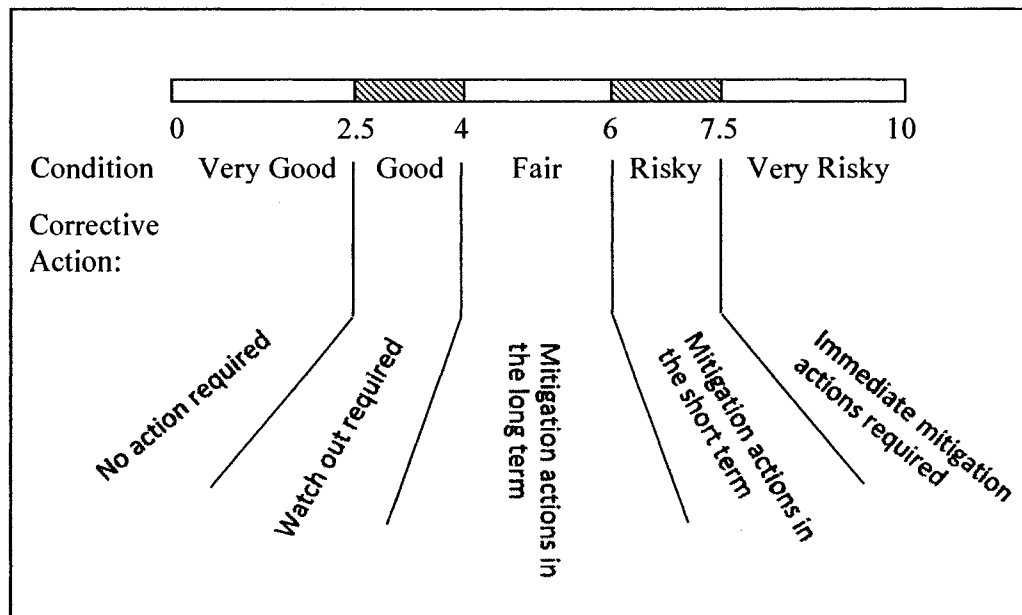 0 2.5 4 6 7.5 10
Condition Very Good Good Fair Risky Very Risky
Corrective
Action:
No action required
Watch out required
Mitigation actions in
the long term
Mitigation actions in
the short term
Immediate mitigation
actions required